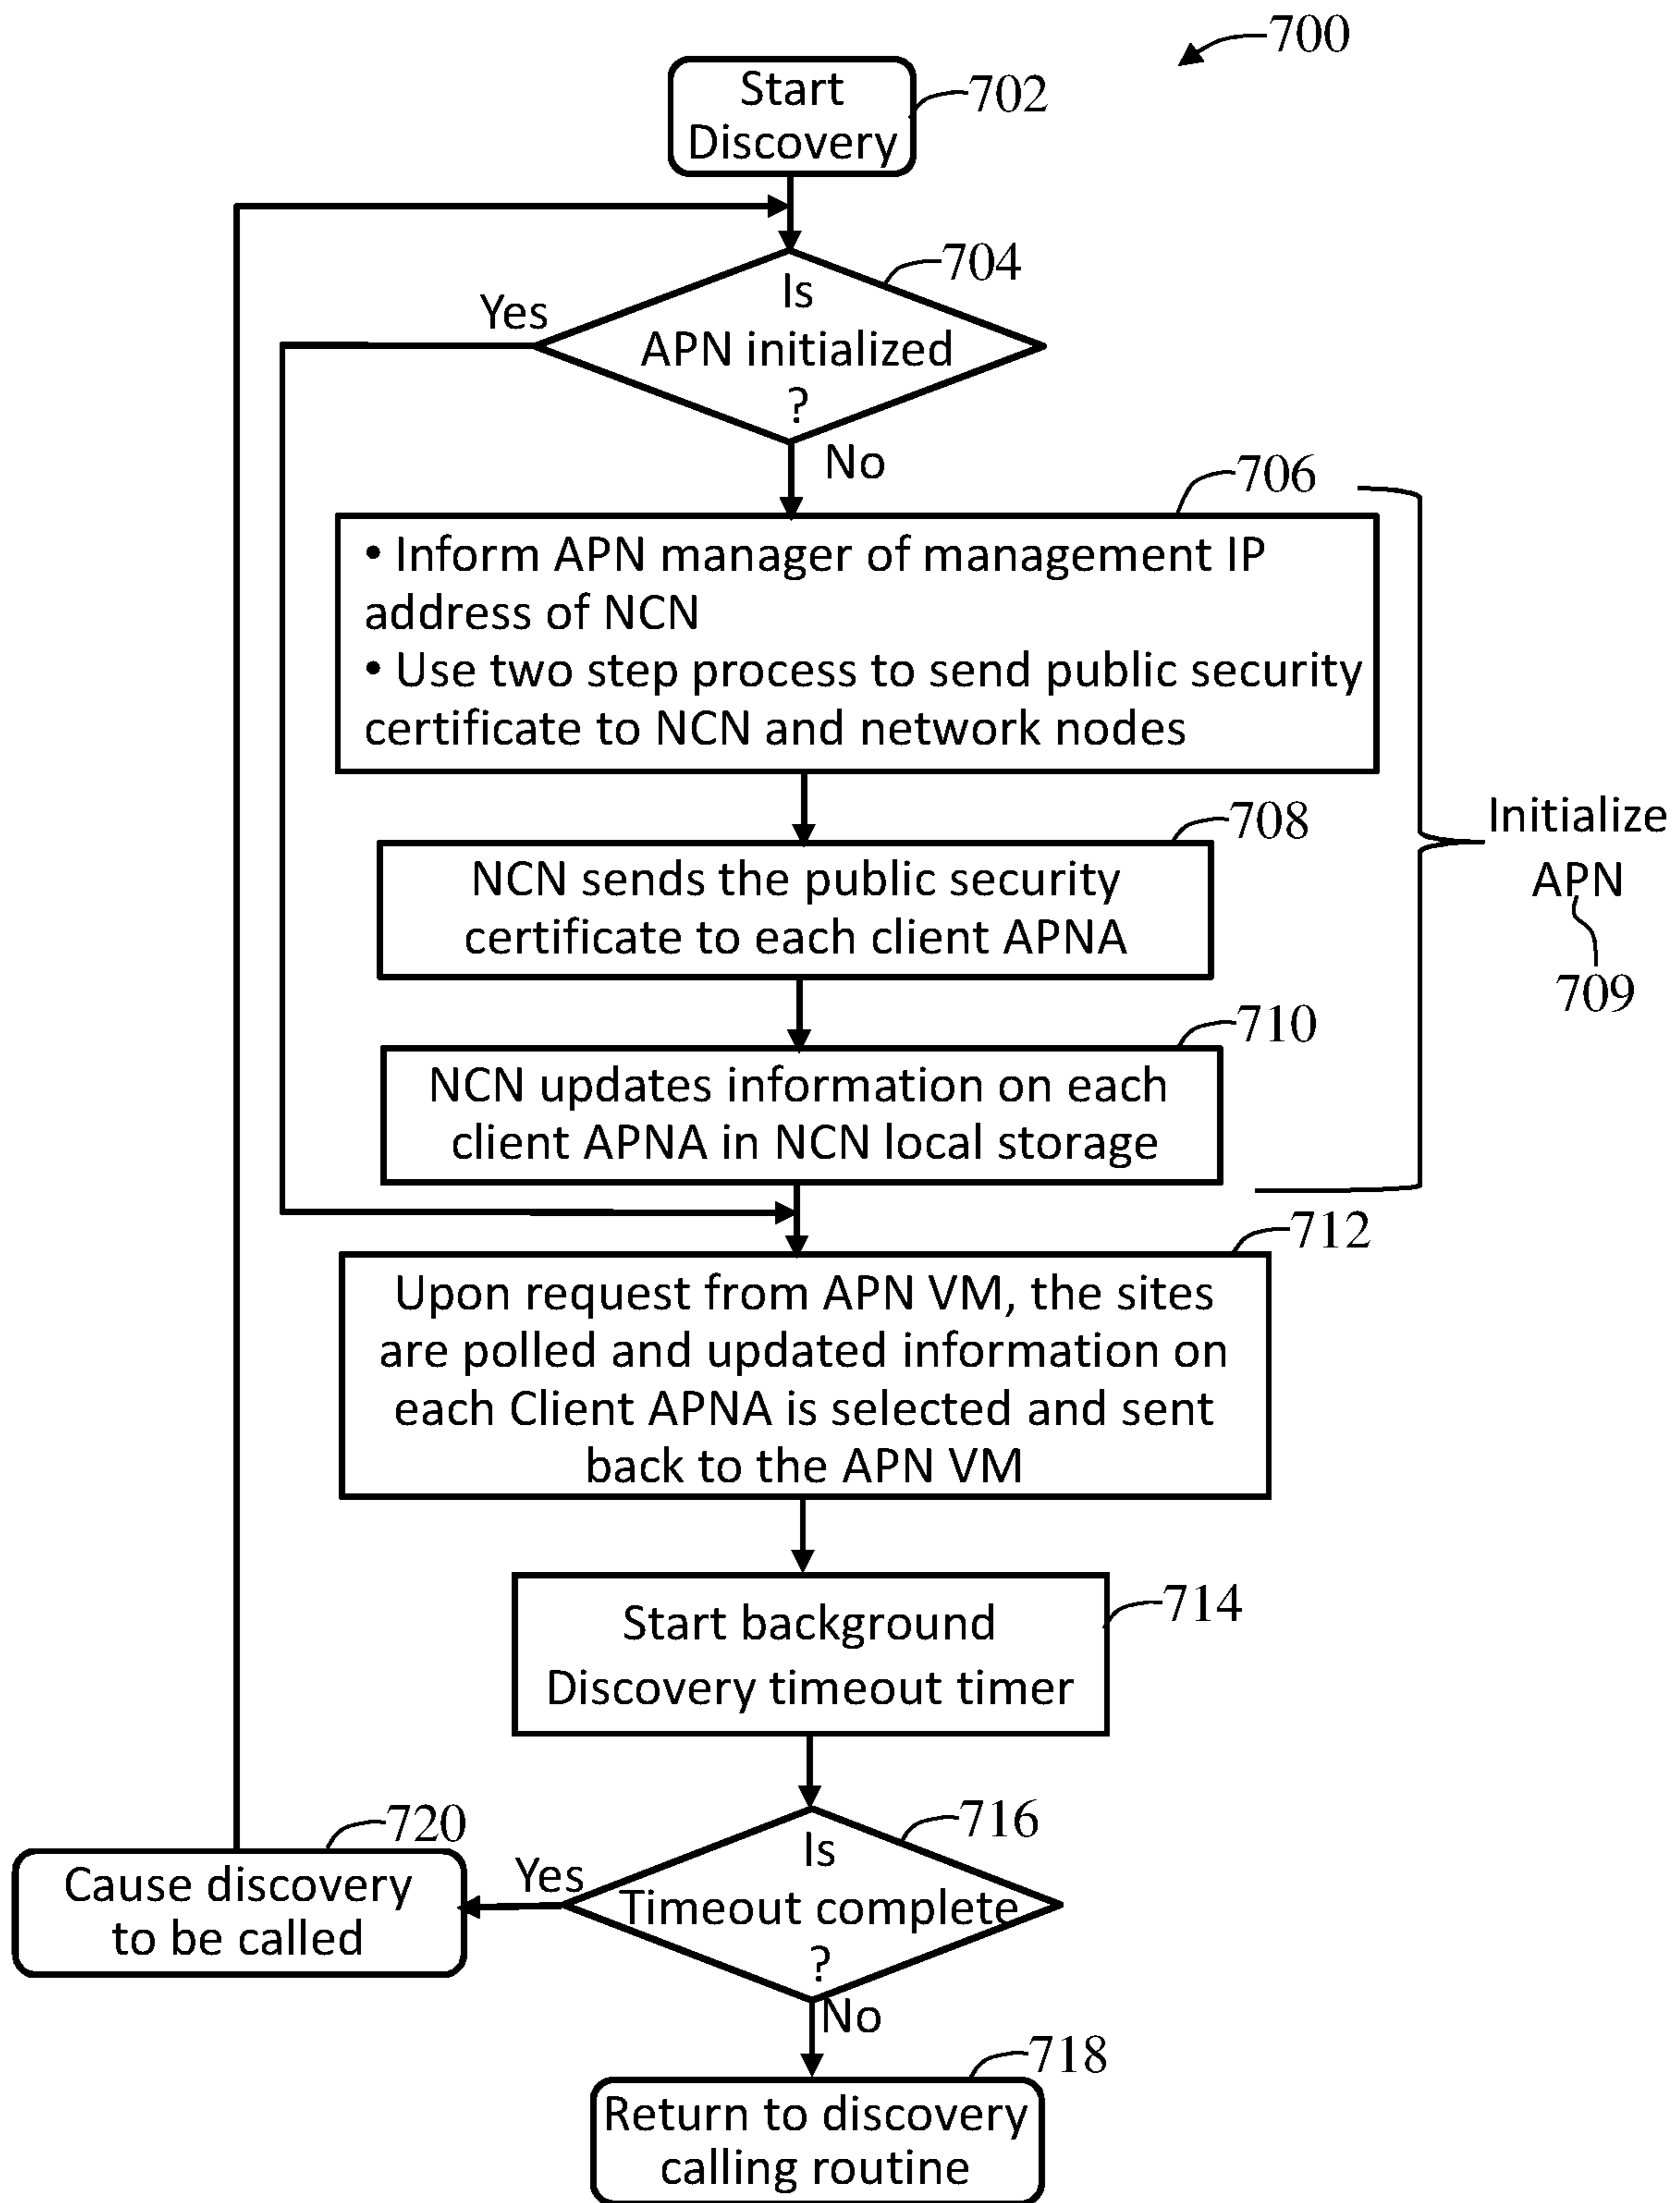 700
Start
Discovery
702
704
Yes
Is
APN initialized
?
No
706
• Inform APN manager of management IP
address of NCN
• Use two step process to send public security
certificate to NCN and network nodes
708
NCN sends the public security
certificate to each client APNA
Initialize
APN
709
710
NCN updates information on each
client APNA in NCN local storage
712
Upon request from APN VM, the sites
are polled and updated information on
each Client APNA is selected and sent
back to the APN VM
714
Start background
Discovery timeout timer
716
Is
Timeout complete
?
Yes
720
Cause discovery
to be called
No
718
Return to discovery
calling routine